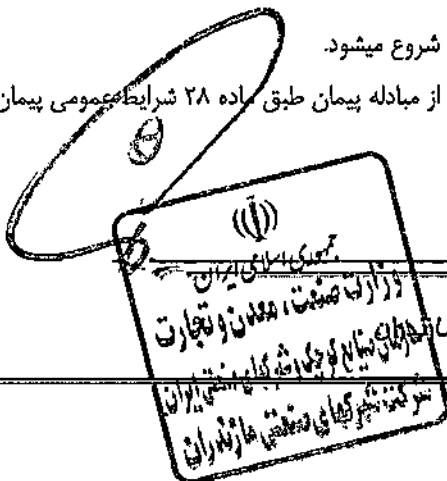 شروع میشود.
از مبادله پیمان طبق ماده ۲۸ شرایط عمومی پیمان
جمهوری اسلامی ایران
وزارت صنعت، معدن و تجارت
سازمان صنایع کوچک و شهرکهای صنعتی ایران
شرکت شهرکهای صنعتی مازندران